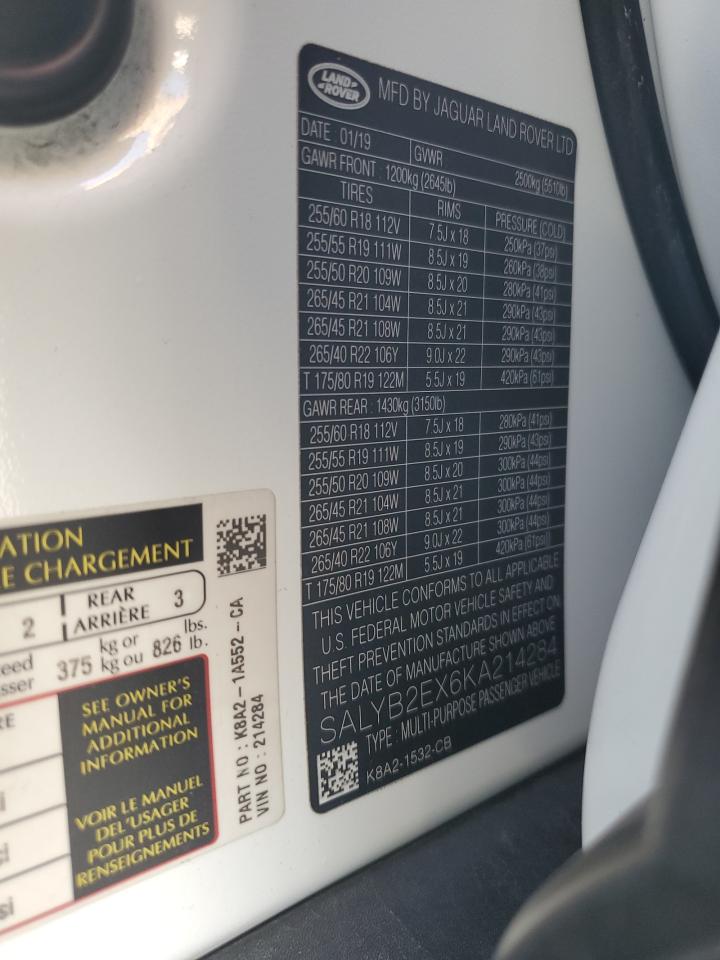 LAND ROVER
MFD BY JAGUAR LAND ROVER LTD
DATE : 01/19 GVWR 2500kg (5510lb)
GAWR FRONT : 1200kg (2645lb)
TIRES RIMS PRESSURE (COLD)
255/60 R18 112V 7.5J x 18 250kPa (37psi)
255/55 R19 111W 8.5J x 19 260kPa (38psi)
255/50 R20 109W 8.5J x 20 280kPa (41psi)
265/45 R21 104W 8.5J x 21 290kPa (43psi)
265/45 R21 108W 8.5J x 21 290kPa (43psi)
265/40 R22 106Y 9.0J x 22 290kPa (43psi)
T 175/80 R19 122M 5.5J x 19 420kPa (61psi)
GAWR REAR : 1430kg (3150lb)
255/60 R18 112V 7.5J x 18 280kPa (41psi)
255/55 R19 111W 8.5J x 19 290kPa (43psi)
255/50 R20 109W 8.5J x 20 300kPa (44psi)
265/45 R21 104W 8.5J x 21 300kPa (44psi)
265/45 R21 108W 8.5J x 21 300kPa (44psi)
265/40 R22 106Y 9.0J x 22 300kPa (44psi)
T 175/80 R19 122M 5.5J x 19 420kPa (61psi)
THIS VEHICLE CONFORMS TO ALL APPLICABLE
U.S. FEDERAL MOTOR VEHICLE SAFETY AND
THEFT PREVENTION STANDARDS IN EFFECT ON
THE DATE OF MANUFACTURE SHOWN ABOVE
SALYB2EX6KA214284
TYPE : MULTI-PURPOSE PASSENGER VEHICLE
K8A2-1532-CB
ATION
E CHARGEMENT
2 REAR ARRIÈRE 3
eed
sser 375 kg or kg ou 826 lbs. lb.
RE
SEE OWNER'S
MANUAL FOR
ADDITIONAL
INFORMATION
VOIR LE MANUEL
DEL'USAGER
POUR PLUS DE
RENSEIGNEMENTS
si
PART NO : K8A2-1A552-CA
VIN NO : 214284